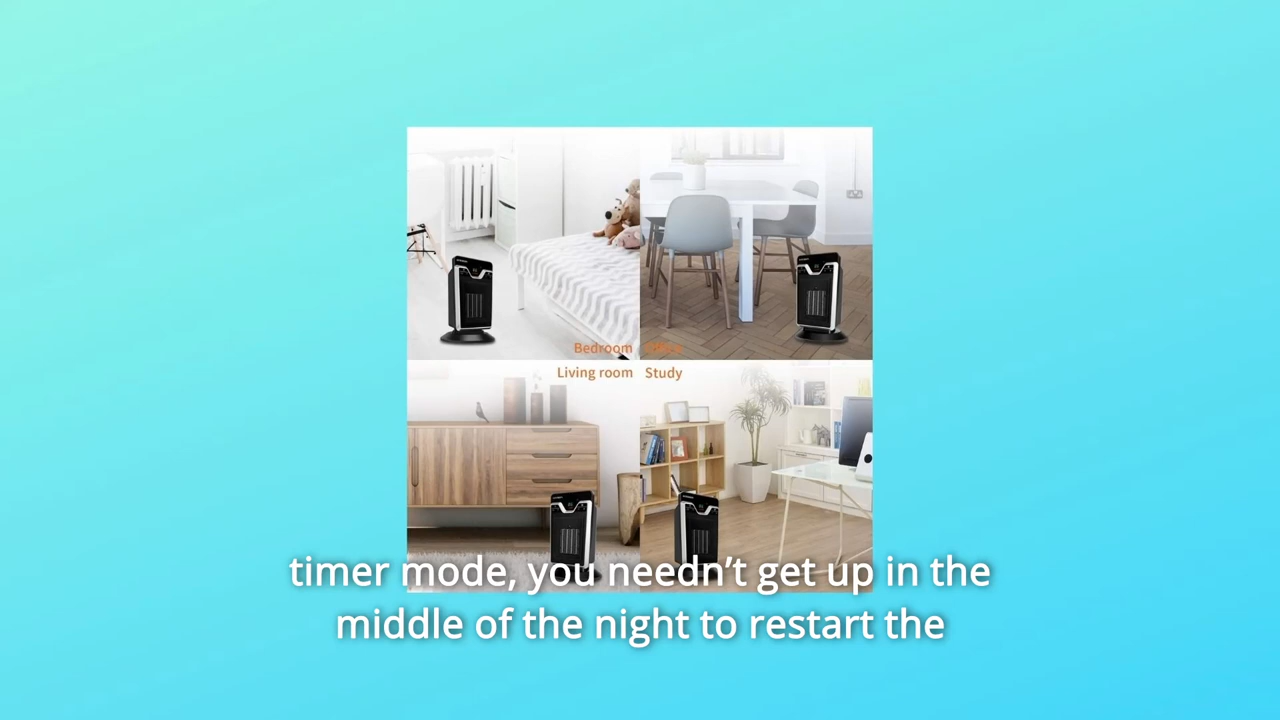 Bedroom
Living room
Study
timer mode, you needn’t get up in the
middle of the night to restart the